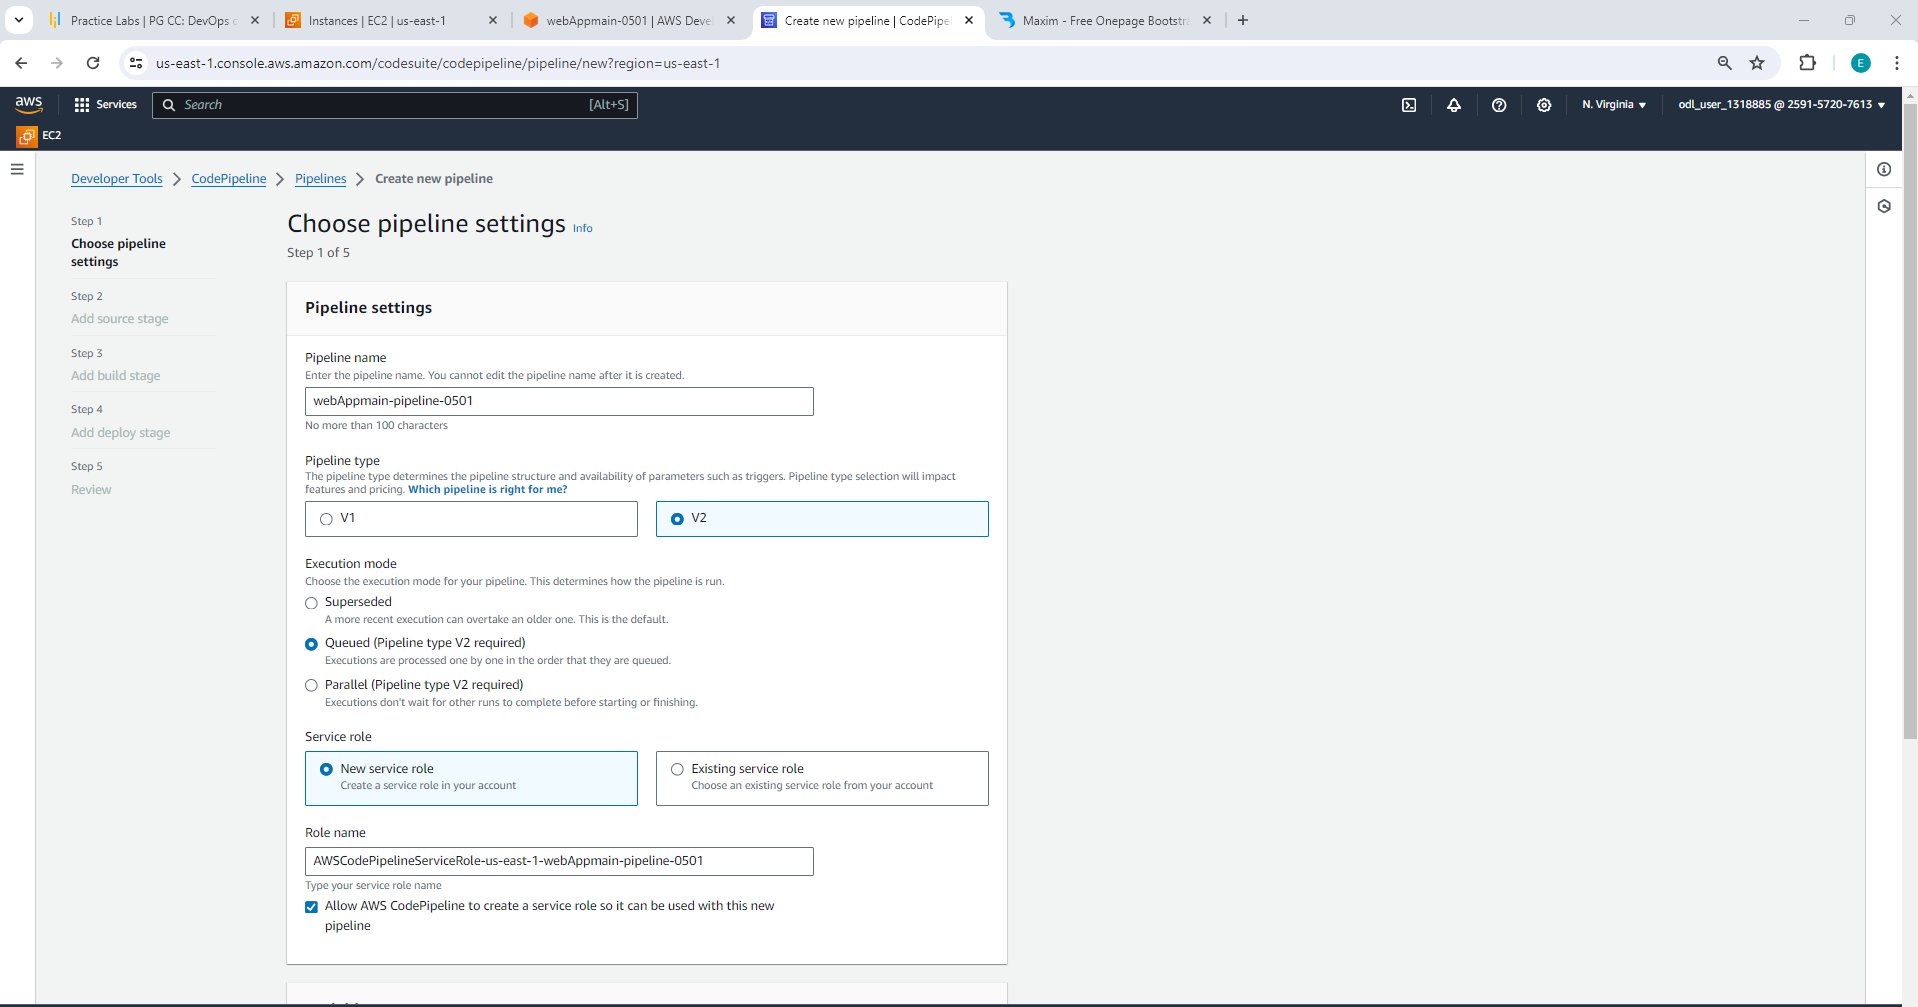 Practice Labs | PG CC: DevOps
Instances | EC2 | us-east-1
webAppmain-0501 | AWS Deve
Create new pipeline | CodePipel
Maxim - Free Onepage Bootstra
us-east-1.console.aws.amazon.com/codesuite/codepipeline/pipeline/new?region=us-east-1
E
aws
Services
Search
[Alt+S]
N. Virginia
odl_user_1318885 @ 2591-5720-7613
EC2
Developer Tools
CodePipeline
Pipelines
Create new pipeline
Step 1
Choose pipeline
settings
Step 2
Add source stage
Step 3
Add build stage
Step 4
Add deploy stage
Step 5
Review
Choose pipeline settings Info
Step 1 of 5
Pipeline settings
Pipeline name
Enter the pipeline name. You cannot edit the pipeline name after it is created.
webAppmain-pipeline-0501
No more than 100 characters
Pipeline type
The pipeline type determines the pipeline structure and availability of parameters such as triggers. Pipeline type selection will impact
features and pricing. Which pipeline is right for me?
V1
V2
Execution mode
Choose the execution mode for your pipeline. This determines how the pipeline is run.
Superseded
A more recent execution can overtake an older one. This is the default.
Queued (Pipeline type V2 required)
Executions are processed one by one in the order that they are queued.
Parallel (Pipeline type V2 required)
Executions don't wait for other runs to complete before starting or finishing.
Service role
New service role
Create a service role in your account
Existing service role
Choose an existing service role from your account
Role name
AWSCodePipelineServiceRole-us-east-1-webAppmain-pipeline-0501
Type your service role name
Allow AWS CodePipeline to create a service role so it can be used with this new
pipeline